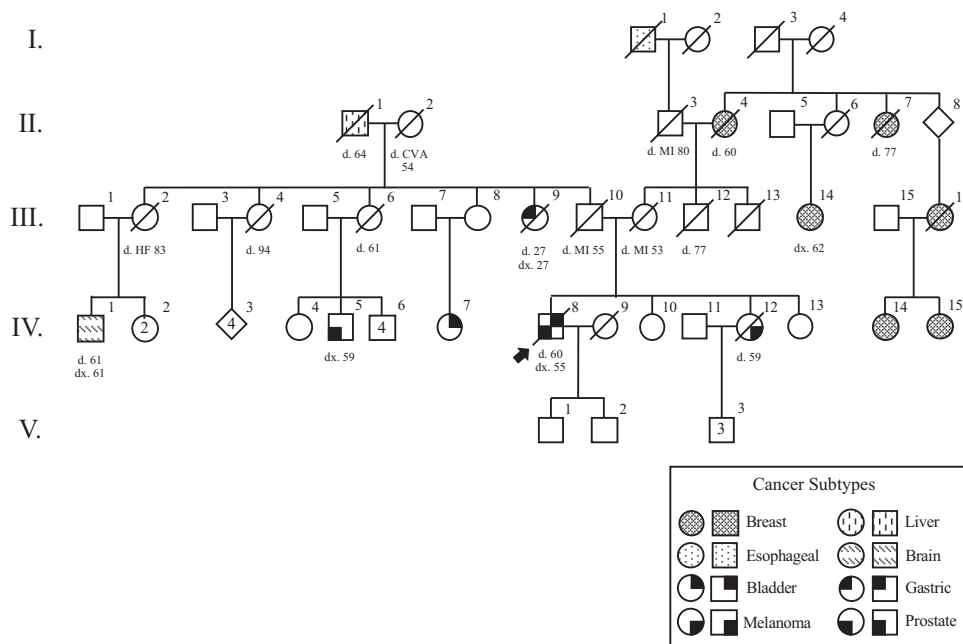 I. 1 2 3 4
II. 1 2 3 4 5 6 7 8
d. 64 d. CVA 54 d. MI 80 d. 60 d. 77
III. 1 2 3 4 5 6 7 8 9 10 11 12 13 14 15 1
d. HF 83 d. 94 d. 61 d. 27 d. MI 55 d. MI 53 d. 77 dx. 62
dx. 27
IV. 1 2 3 4 5 6 7 8 9 10 11 12 13 14 15
2 4 4
d. 61 dx. 59 d. 60 d. 59
dx. 61 dx. 55
V. 1 2 3
3
Cancer Subtypes
Breast Liver
Esophageal Brain
Bladder Gastric
Melanoma Prostate